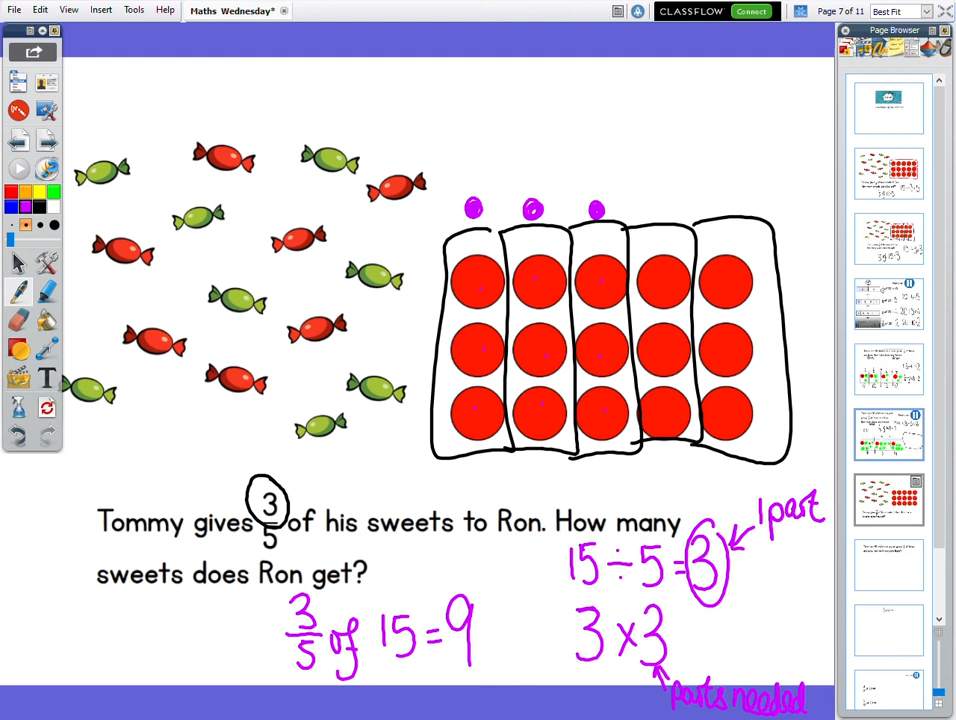 File Edit View Insert Tools Help
Maths Wednesday*
CLASSFLOW Connect
Page 7 of 11
Best Fit
Page Browser
Tommy gives 3/5 of his sweets to Ron. How many
sweets does Ron get?
1 part
15 ÷ 5 = 3
3/5 of 15 = 9
3 × 3
parts needed